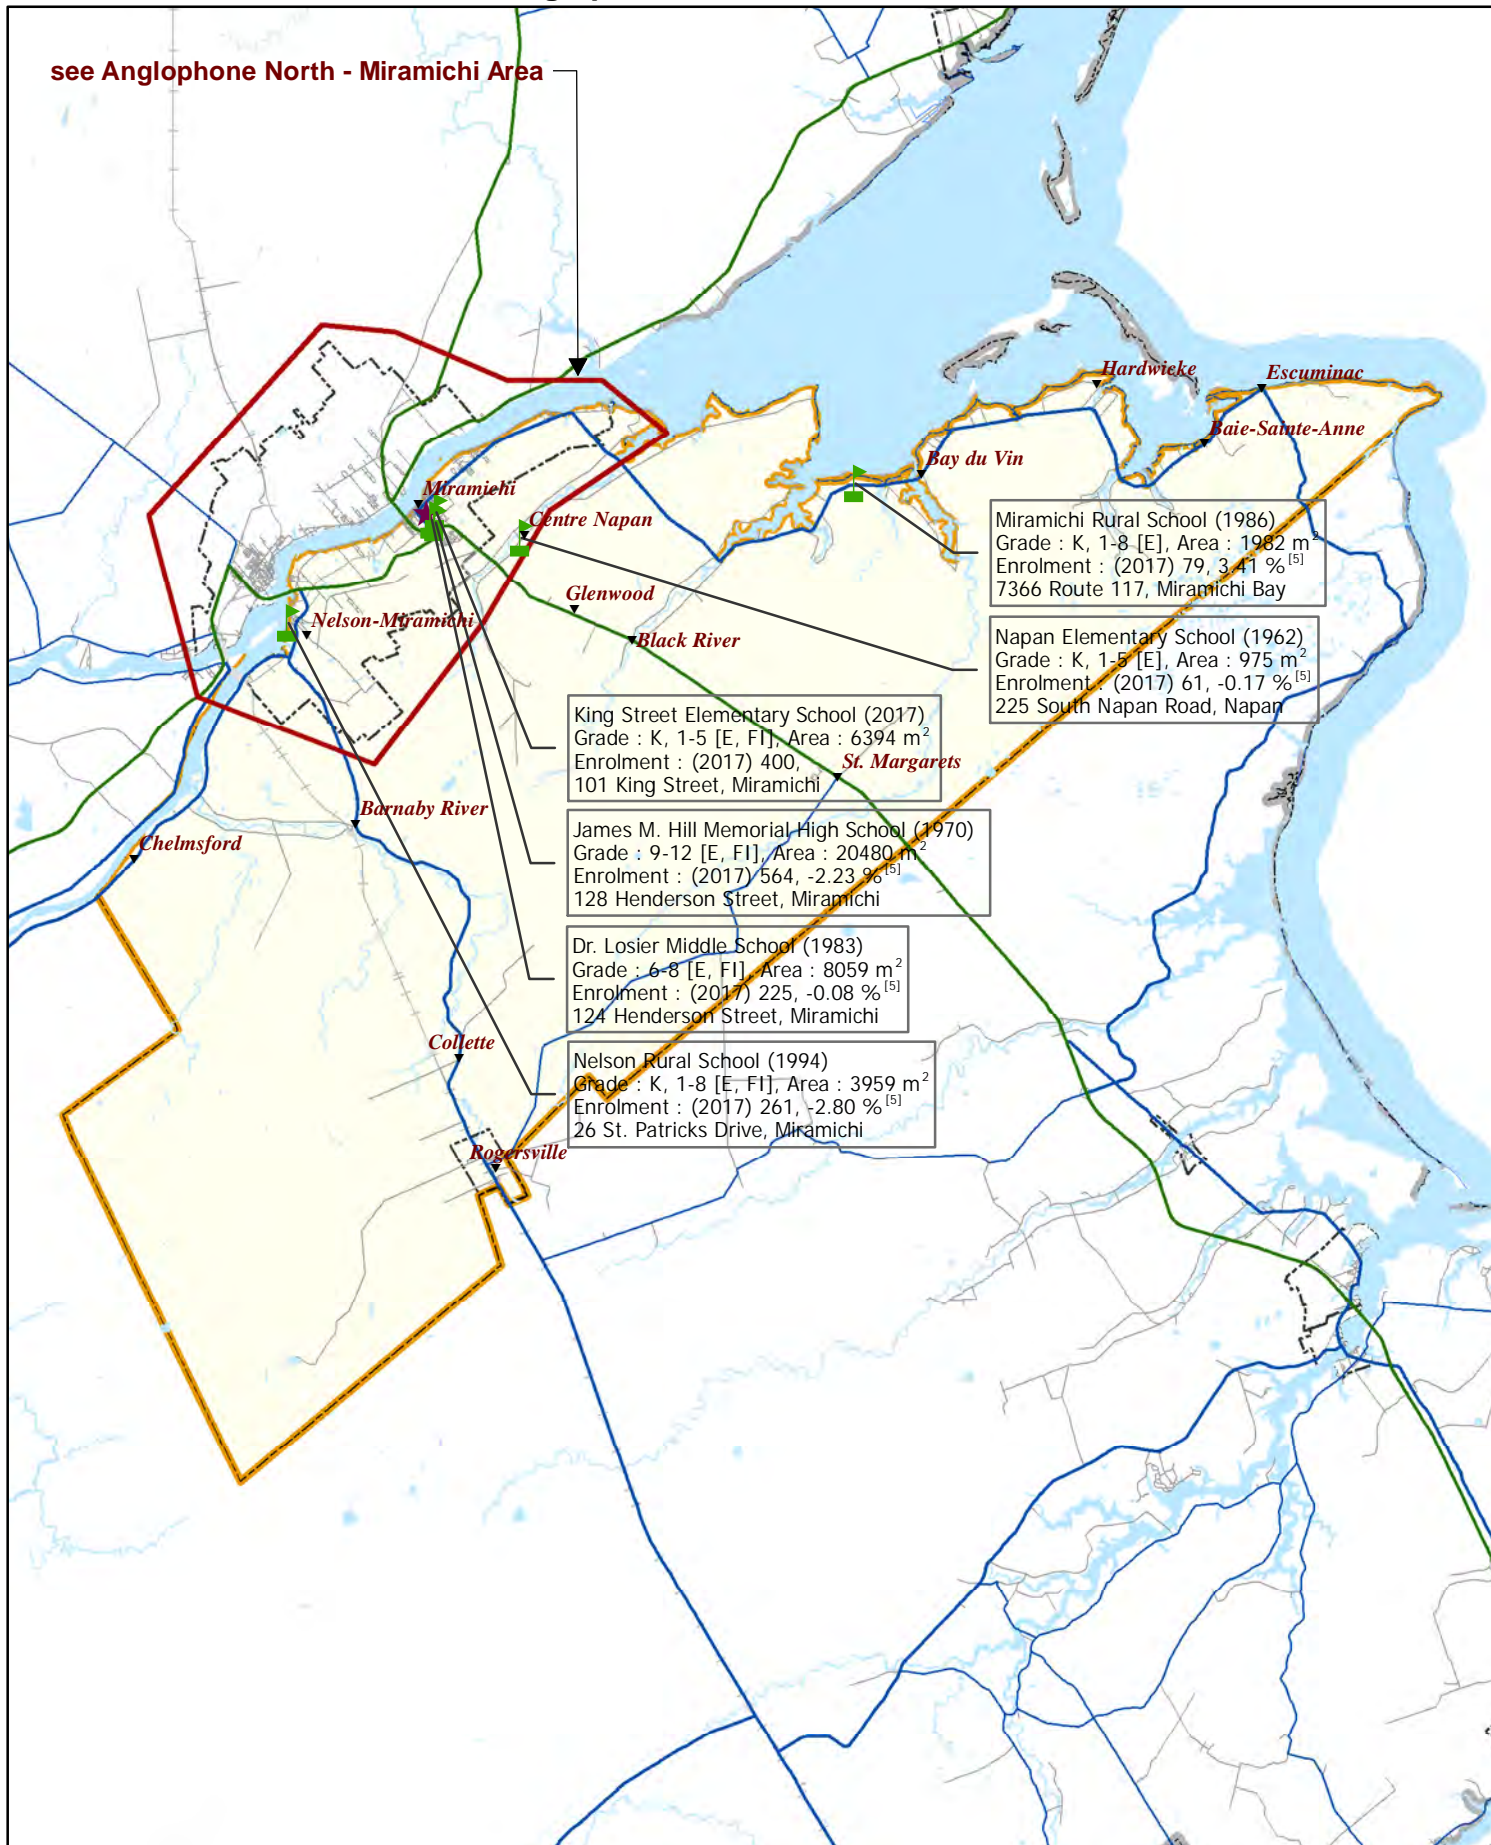 see Anglophone North - Miramichi Area
Hardwicke
Escuminac
Baie-Sainte-Anne
Bay du Vin
Miramichi
Centre Napan
Miramichi Rural School (1986)
Grade : K, 1-8 [E], Area : 1982 m²
Enrolment : (2017) 79, 3.41 % [5]
7366 Route 117, Miramichi Bay
Glenwood
Nelson-Miramichi
Black River
Napan Elementary School (1962)
Grade : K, 1-5 [E], Area : 975 m²
Enrolment : (2017) 61, -0.17 % [5]
225 South Napan Road, Napan
King Street Elementary School (2017)
Grade : K, 1-5 [E, FI], Area : 6394 m²
Enrolment : (2017) 400,
101 King Street, Miramichi
St. Margarets
Barnaby River
Chelmsford
James M. Hill Memorial High School (1970)
Grade : 9-12 [E, FI], Area : 20480 m²
Enrolment : (2017) 564, -2.23 % [5]
128 Henderson Street, Miramichi
Dr. Losier Middle School (1983)
Grade : 6-8 [E, FI], Area : 8059 m²
Enrolment : (2017) 225, -0.08 % [5]
124 Henderson Street, Miramichi
Collette
Nelson Rural School (1994)
Grade : K, 1-8 [E, FI], Area : 3959 m²
Enrolment : (2017) 261, -2.80 % [5]
26 St. Patricks Drive, Miramichi
Rogersville